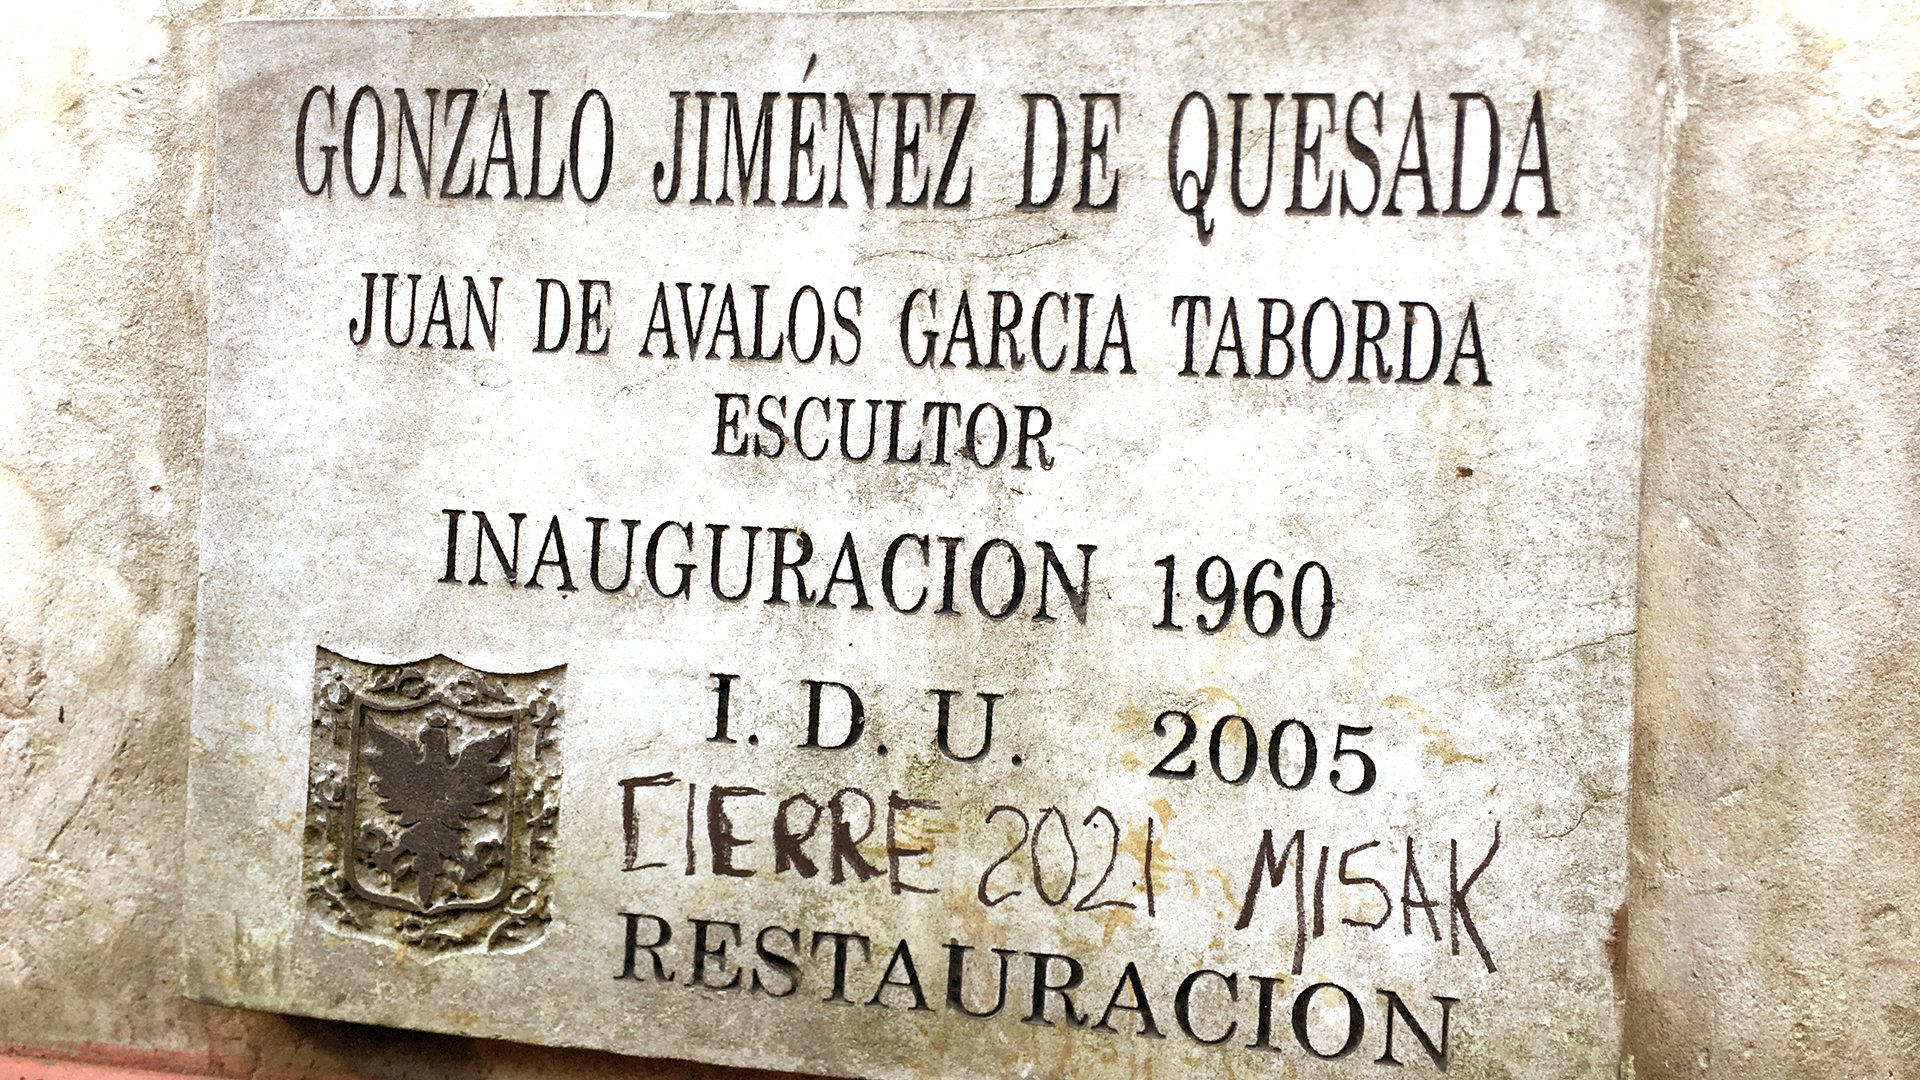 GONZALO JIMÉNEZ DE QUESADA
JUAN DE AVALOS GARCIA TABORDA
ESCULTOR
INAUGURACION 1960
I. D. U. 2005
CIERRE 2021 MISAK
RESTAURACION